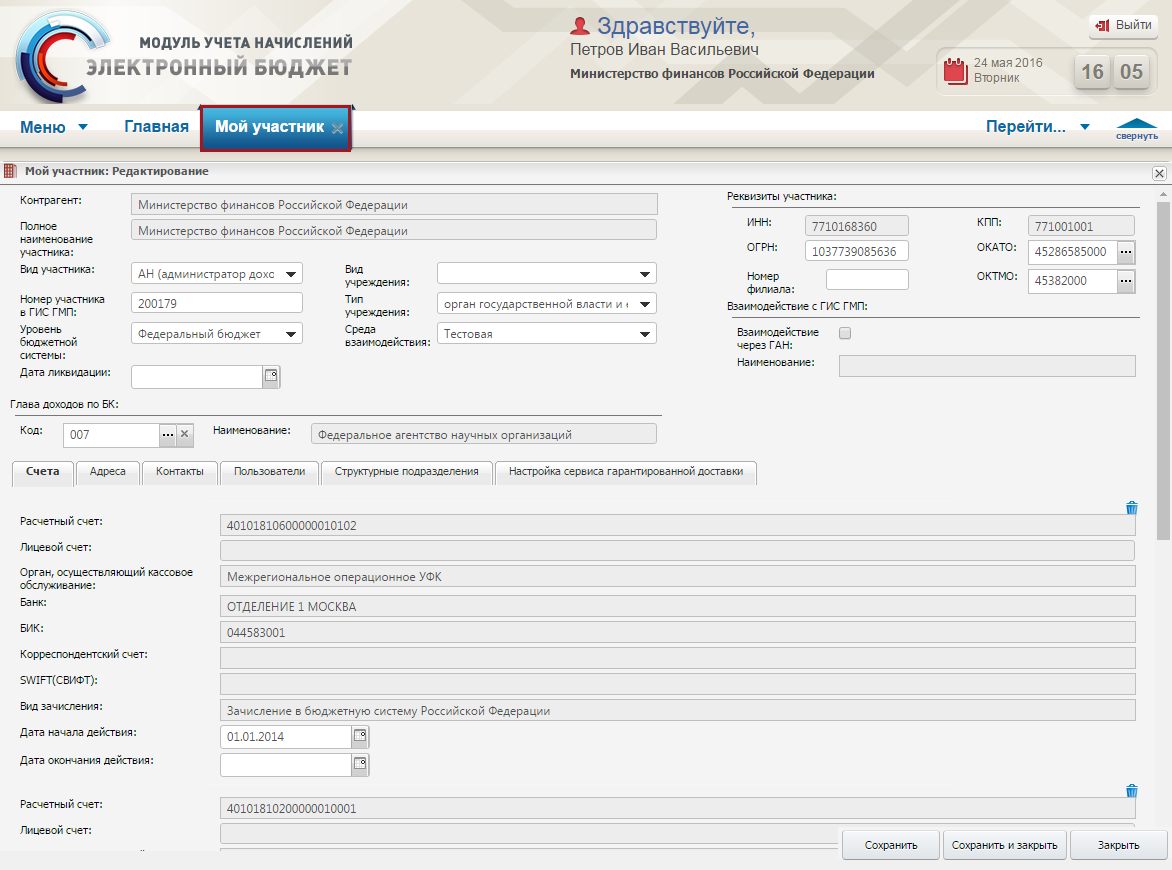 МОДУЛЬ УЧЕТА НАЧИСЛЕНИЙ
ЭЛЕКТРОННЫЙ БЮДЖЕТ
Здравствуйте,
Петров Иван Васильевич
Министерство финансов Российской Федерации
Выйти
24 мая 2016
Вторник
16 05
Меню
Главная
Мой участник
Перейти...
свернуть
Мой участник: Редактирование
Контрагент:
Министерство финансов Российской Федерации
Полное
наименование
участника:
Министерство финансов Российской Федерации
Вид участника:
АН (администратор дохо
Вид
учреждения:
Номер участника
в ГИС ГМП:
200179
Тип
учреждения:
орган государственной власти и
Уровень
бюджетной
системы:
Федеральный бюджет
Среда
взаимодействия:
Тестовая
Дата ликвидации:
Реквизиты участника:
ИНН:
7710168360
КПП:
771001001
ОГРН:
1037739085636
ОКАТО:
45286585000
Номер
филиала:
ОКТМО:
45382000
Взаимодействие с ГИС ГМП:
Взаимодействие
через ГАН:
Наименование:
Глава доходов по БК:
Код:
007
Наименование:
Федеральное агентство научных организаций
Счета
Адреса
Контакты
Пользователи
Структурные подразделения
Настройка сервиса гарантированной доставки
Расчетный счет:
40101810600000010102
Лицевой счет:
Орган, осуществляющий кассовое
обслуживание:
Межрегиональное операционное УФК
Банк:
ОТДЕЛЕНИЕ 1 МОСКВА
БИК:
044583001
Корреспондентский счет:
SWIFT(СВИФТ):
Вид зачисления:
Зачисление в бюджетную систему Российской Федерации
Дата начала действия:
01.01.2014
Дата окончания действия:
Расчетный счет:
40101810200000010001
Лицевой счет:
Сохранить
Сохранить и закрыть
Закрыть